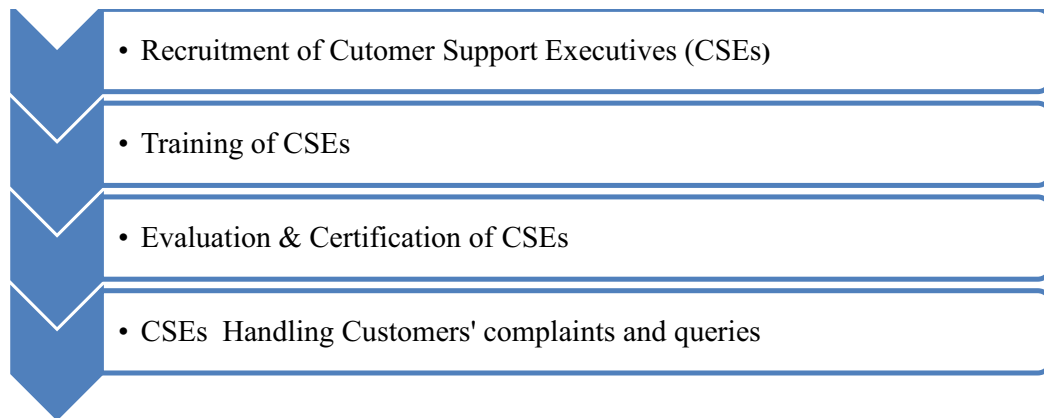 • Recruitment of Cutomer Support Executives (CSEs)
• Training of CSEs
• Evaluation & Certification of CSEs
• CSEs  Handling Customers' complaints and queries